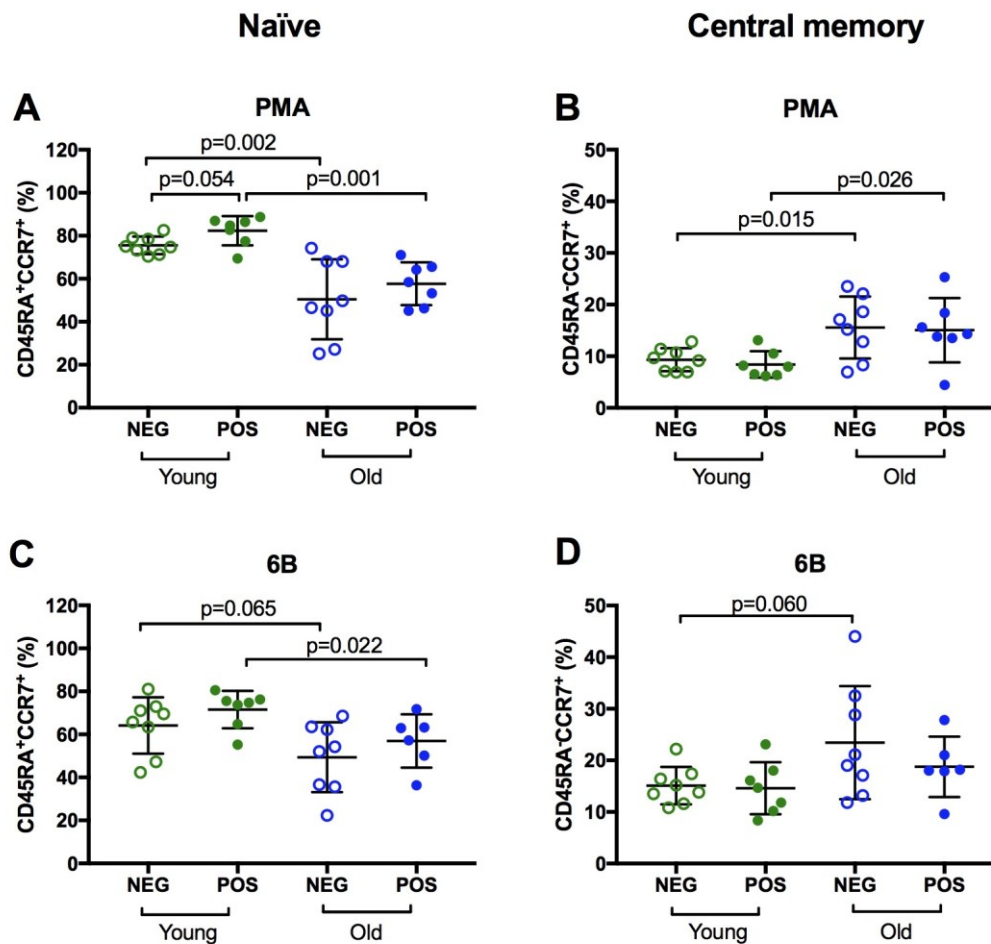 Naïve
Central memory
A
PMA
CD45RA⁺CCR7⁺ (%)
120
100
80
60
40
20
0
p=0.002
p=0.054
p=0.001
NEG POS NEG POS
Young Old
B
PMA
CD45RA⁻CCR7⁺ (%)
50
40
30
20
10
0
p=0.026
p=0.015
NEG POS NEG POS
Young Old
C
6B
CD45RA⁺CCR7⁺ (%)
120
100
80
60
40
20
0
p=0.065
p=0.022
NEG POS NEG POS
Young Old
D
6B
CD45RA⁻CCR7⁺ (%)
50
40
30
20
10
0
p=0.060
NEG POS NEG POS
Young Old